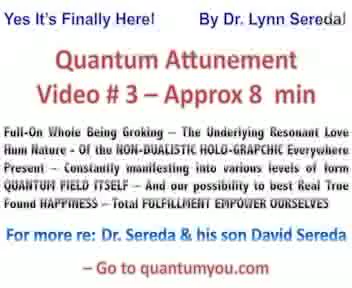 Yes It's Finally Here! By Dr. Lynn Sereda!
Quantum Attunement
Video # 3 – Approx 8 min
Full-On Whole Being Groking – The Underlying Resonant Love
Hum Nature - Of the NON-DUALISTIC HOLO-GRAPCHIC Everywhere
Present – Constantly manifesting into various levels of form
QUANTUM FIELD ITSELF – And our possibility to best Real True
Found HAPPINESS – Total FULFILLMENT EMPOWER OURSELVES
For more re: Dr. Sereda & his son David Sereda
– Go to quantumyou.com